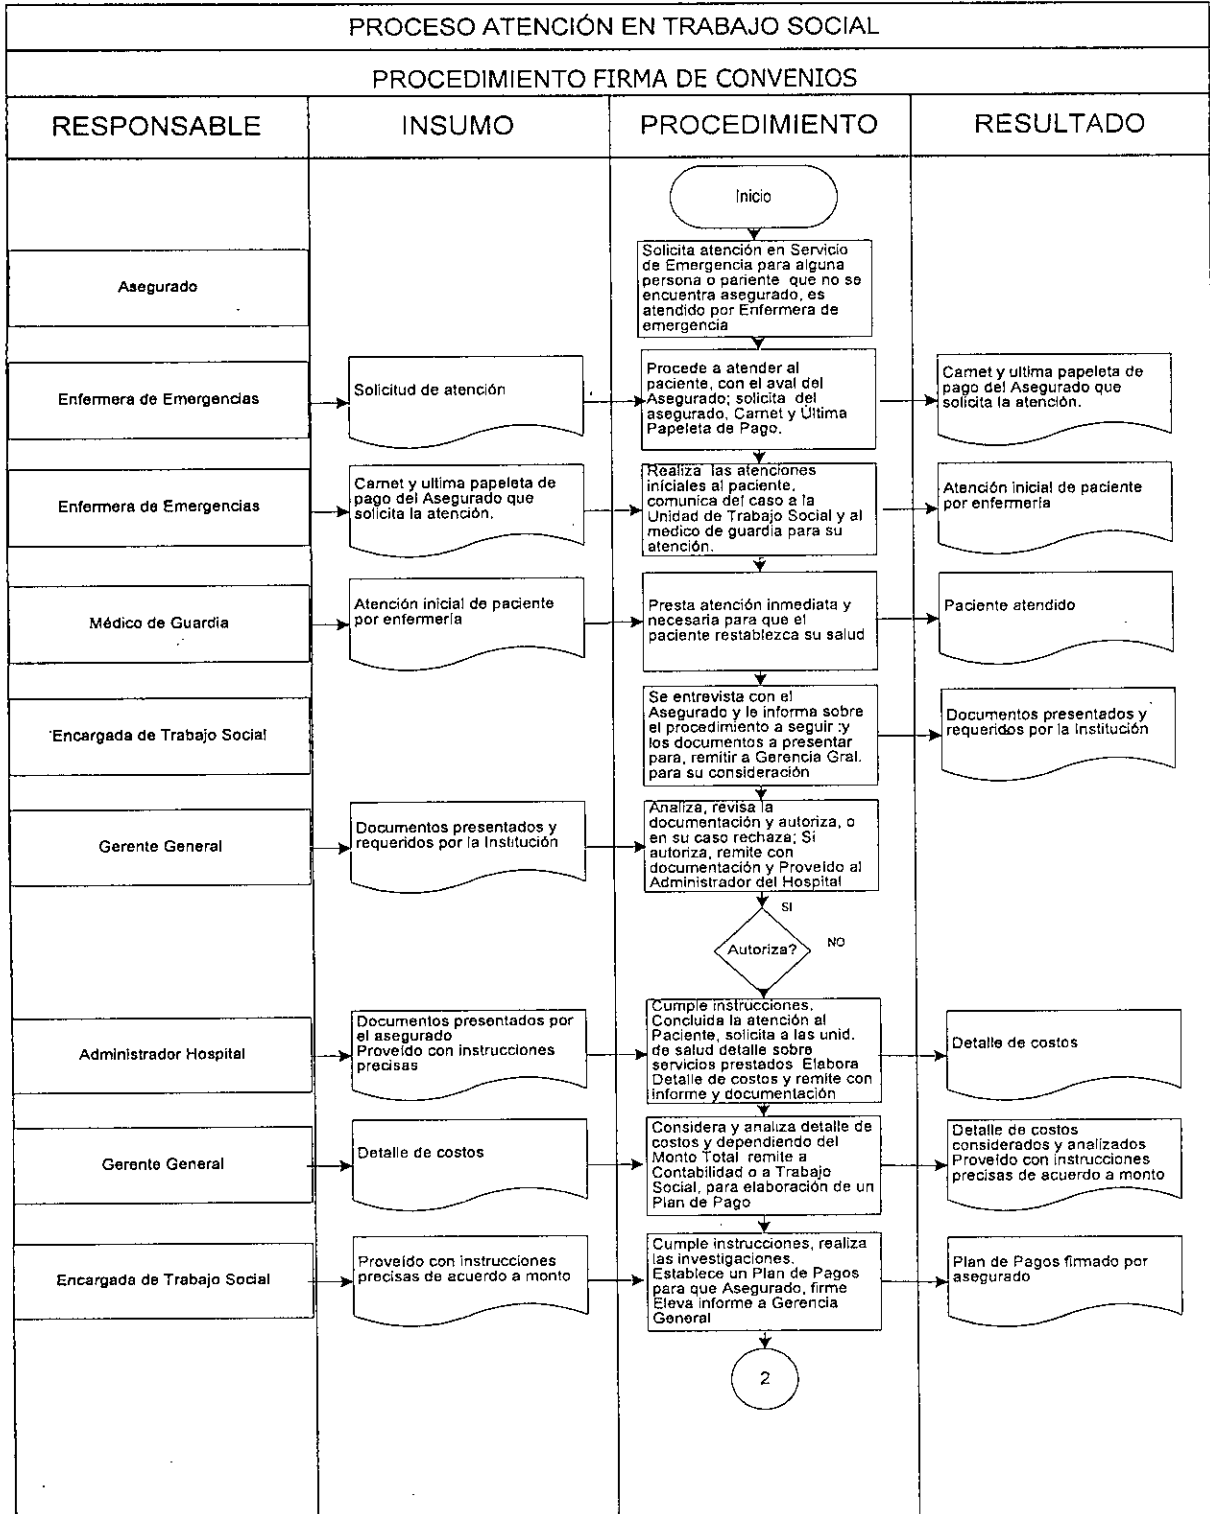 PROCESO ATENCIÓN EN TRABAJO SOCIAL
PROCEDIMIENTO FIRMA DE CONVENIOS
RESPONSABLE
INSUMO
PROCEDIMIENTO
RESULTADO
Inicio
Asegurado
Solicita atención en Servicio
de Emergencia para alguna
persona o pariente que no se
encuentra asegurado, es
atendido por Enfermera de
emergencia
Enfermera de Emergencias
Solicitud de atención
Procede a atender al
paciente, con el aval del
Asegurado; solicita del
asegurado, Carnet y Última
Papeleta de Pago.
Carnet y ultima papeleta de
pago del Asegurado que
solicita la atención.
Enfermera de Emergencias
Carnet y ultima papeleta de
pago del Asegurado que
solicita la atención.
Realiza las atenciones
iniciales al paciente,
comunica del caso a la
Unidad de Trabajo Social y al
medico de guardia para su
atención.
Atención inicial de paciente
por enfermería
Médico de Guardia
Atención inicial de paciente
por enfermería
Presta atención inmediata y
necesaria para que el
paciente restablezca su salud
Paciente atendido
Encargada de Trabajo Social
Se entrevista con el
Asegurado y le informa sobre
el procedimiento a seguir :y
los documentos a presentar
para, remitir a Gerencia Gral.
para su consideración
Documentos presentados y
requeridos por la Institución
Gerente General
Documentos presentados y
requeridos por la Institución
Analiza, revisa la
documentación y autoriza, o
en su caso rechaza; Si
autoriza, remite con
documentación y Proveído al
Administrador del Hospital
SI
Autoriza?
NO
Administrador Hospital
Documentos presentados por
el asegurado
Proveído con instrucciones
precisas
Cumple instrucciones,
Concluida la atención al
Paciente, solicita a las unid.
de salud detalle sobre
servicios prestados Elabora
Detalle de costos y remite con
informe y documentación
Detalle de costos
Gerente General
Detalle de costos
Considera y analiza detalle de
costos y dependiendo del
Monto Total remite a
Contabilidad o a Trabajo
Social, para elaboración de un
Plan de Pago
Detalle de costos
considerados y analizados
Proveído con instrucciones
precisas de acuerdo a monto
Encargada de Trabajo Social
Proveído con instrucciones
precisas de acuerdo a monto
Cumple instrucciones, realiza
las investigaciones.
Establece un Plan de Pagos
para que Asegurado, firme
Eleva informe a Gerencia
General
Plan de Pagos firmado por
asegurado
2